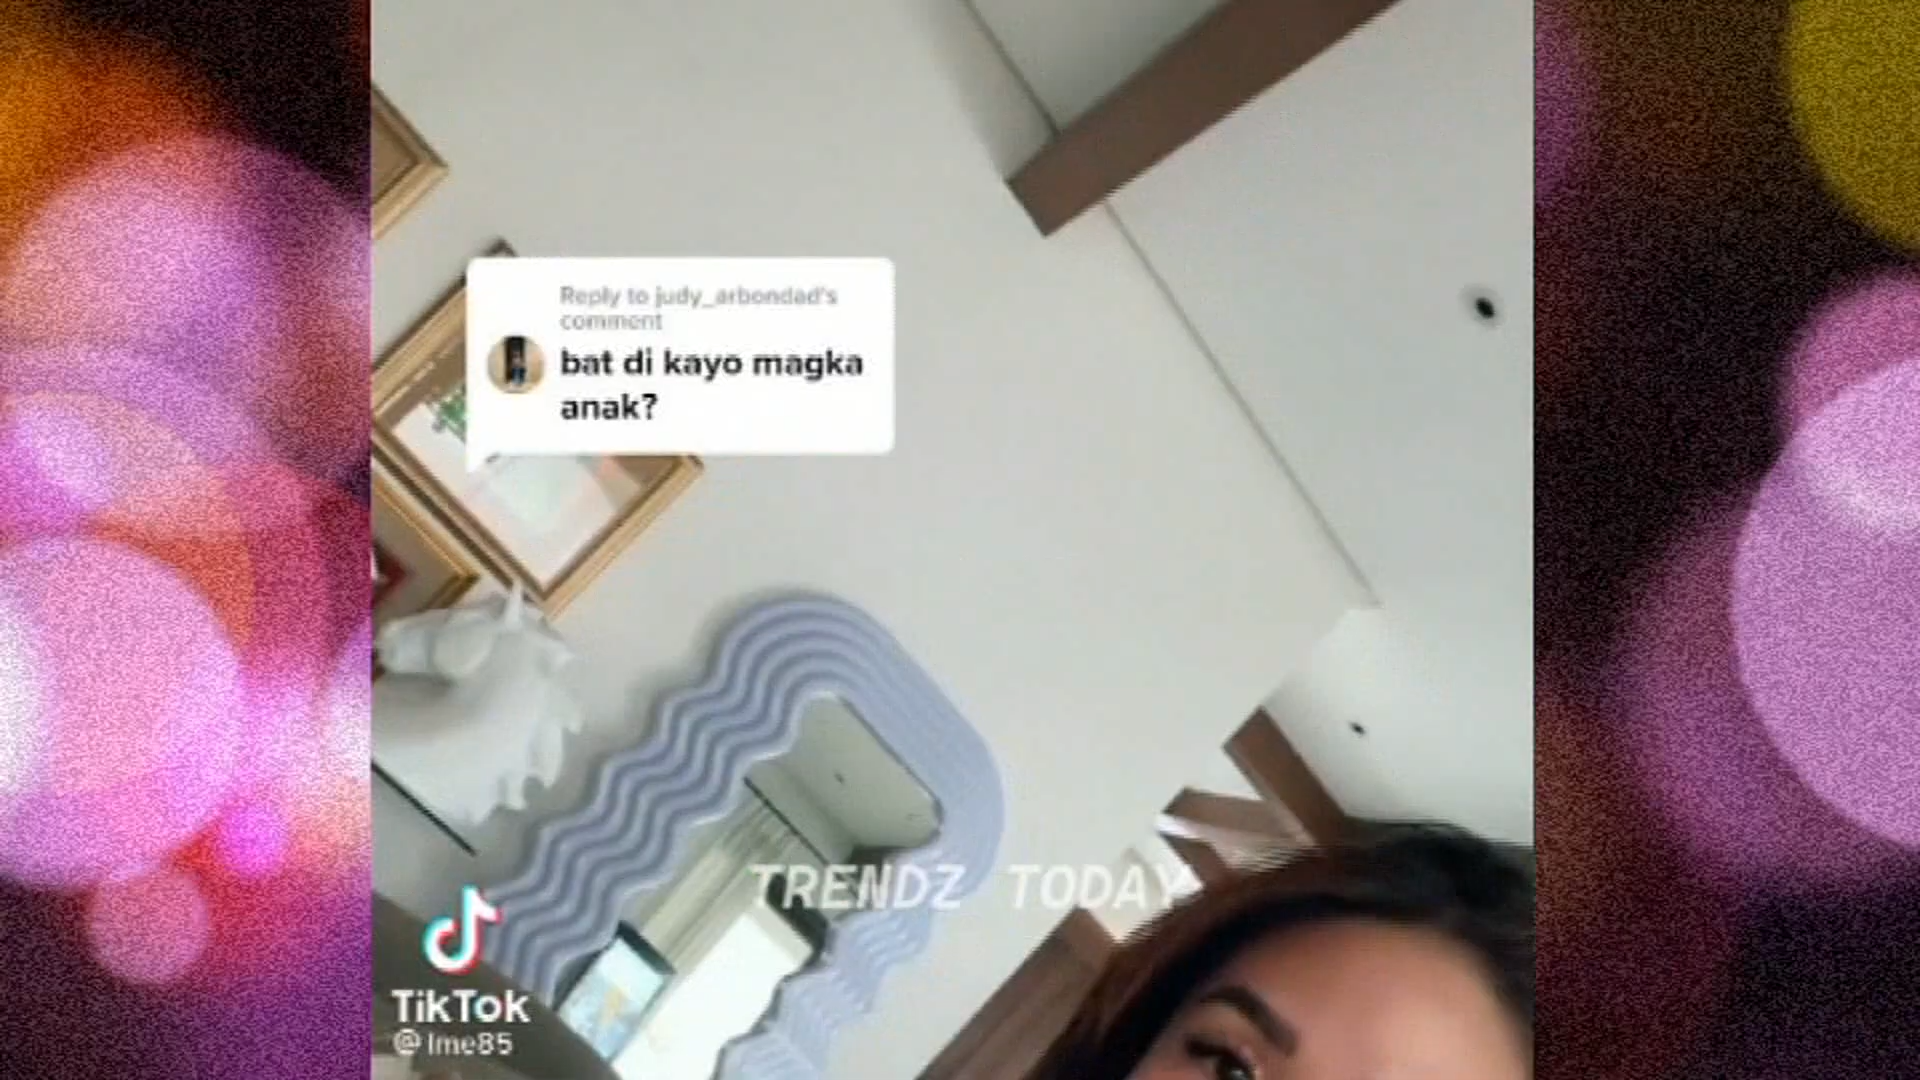 Reply to judy_arbondad's
comment
bat di kayo magka
anak?
TRENDZ TODAY
TikTok
@lme85